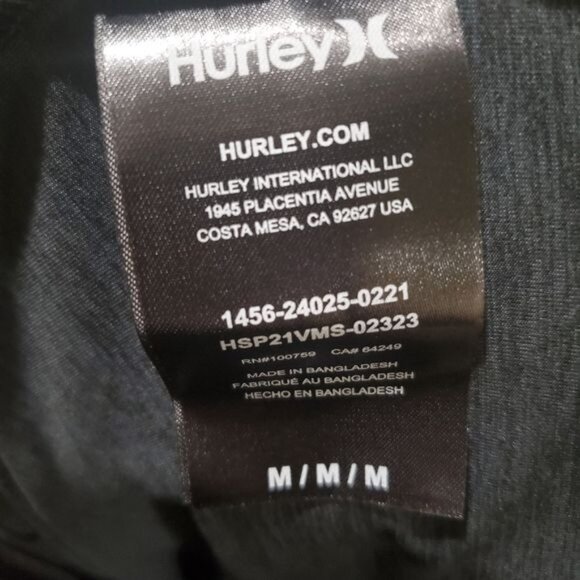 Hurley
HURLEY.COM
HURLEY INTERNATIONAL LLC
1945 PLACENTIA AVENUE
COSTA MESA, CA 92627 USA
1456-24025-0221
HSP21VMS-02323
RN#100759 CA# 64249
MADE IN BANGLADESH
FABRIQUÉ AU BANGLADESH
HECHO EN BANGLADESH
M / M / M